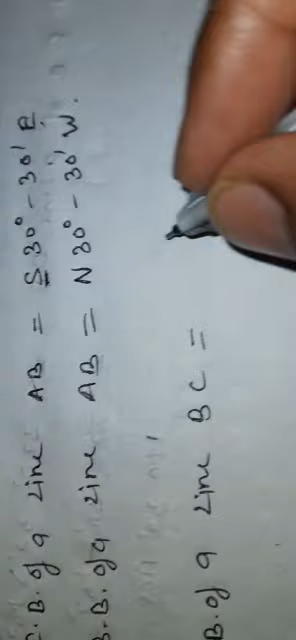 .B. of a line AB = S 30° - 30' E.
B.B. of a line AB = N 30° - 30' W.
B. of a line BC =